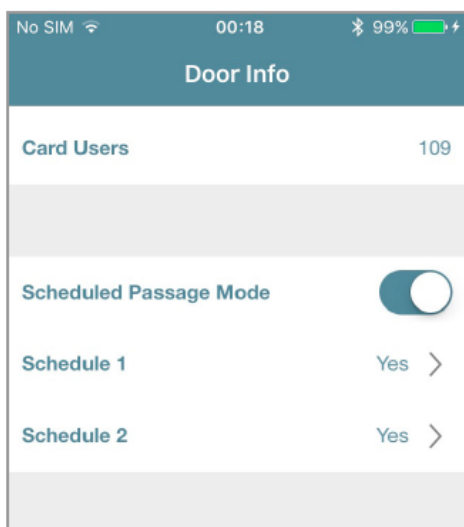 No SIM 00:18 99%
Door Info
Card Users 109
Scheduled Passage Mode
Schedule 1 Yes
Schedule 2 Yes